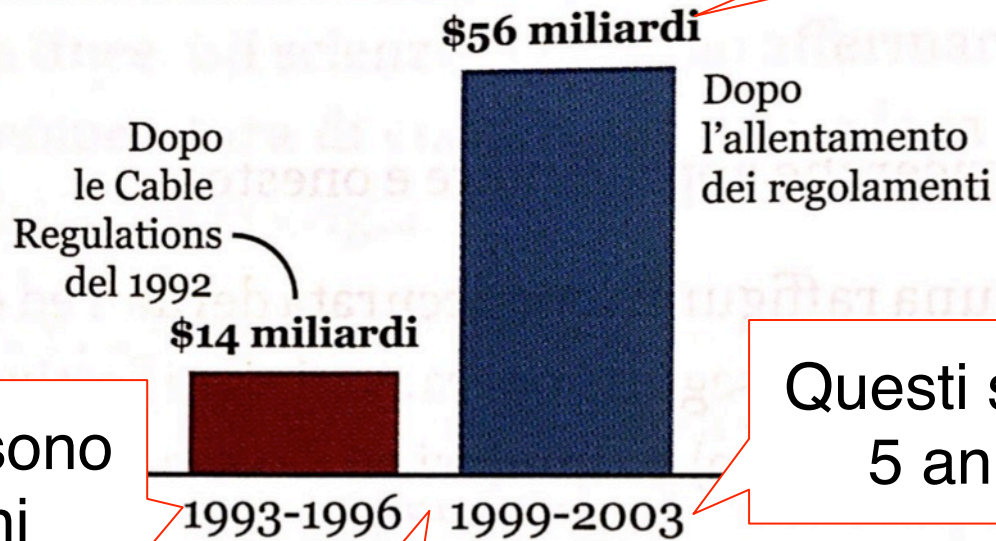 $56 miliardi
Dopo
l'allentamento
dei regolamenti
Dopo
le Cable
Regulations
del 1992
$14 miliardi
Questi
5
sono
1993-1996
1999-2003